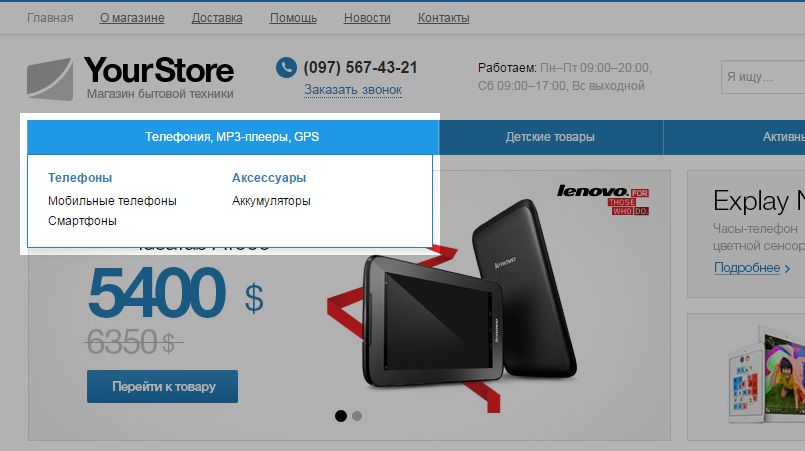 Главная О магазине Доставка Помощь Новости Контакты
YourStore
Магазин бытовой техники
(097) 567-43-21
Заказать звонок
Работаем: Пн–Пт 09:00–20:00,
Сб 09:00–17:00, Вс выходной
Я ищу...
Телефония, MP3-плееры, GPS
Детские товары
Активн
Телефоны
Мобильные телефоны
Смартфоны
Аксессуары
Аккумуляторы
5400 $
6350 $
Перейти к товару
lenovo. FOR
THOSE
WHO DO.
lenovo
lenovo
Explay N
Часы-телефон
цветной сенсор
Подробнее